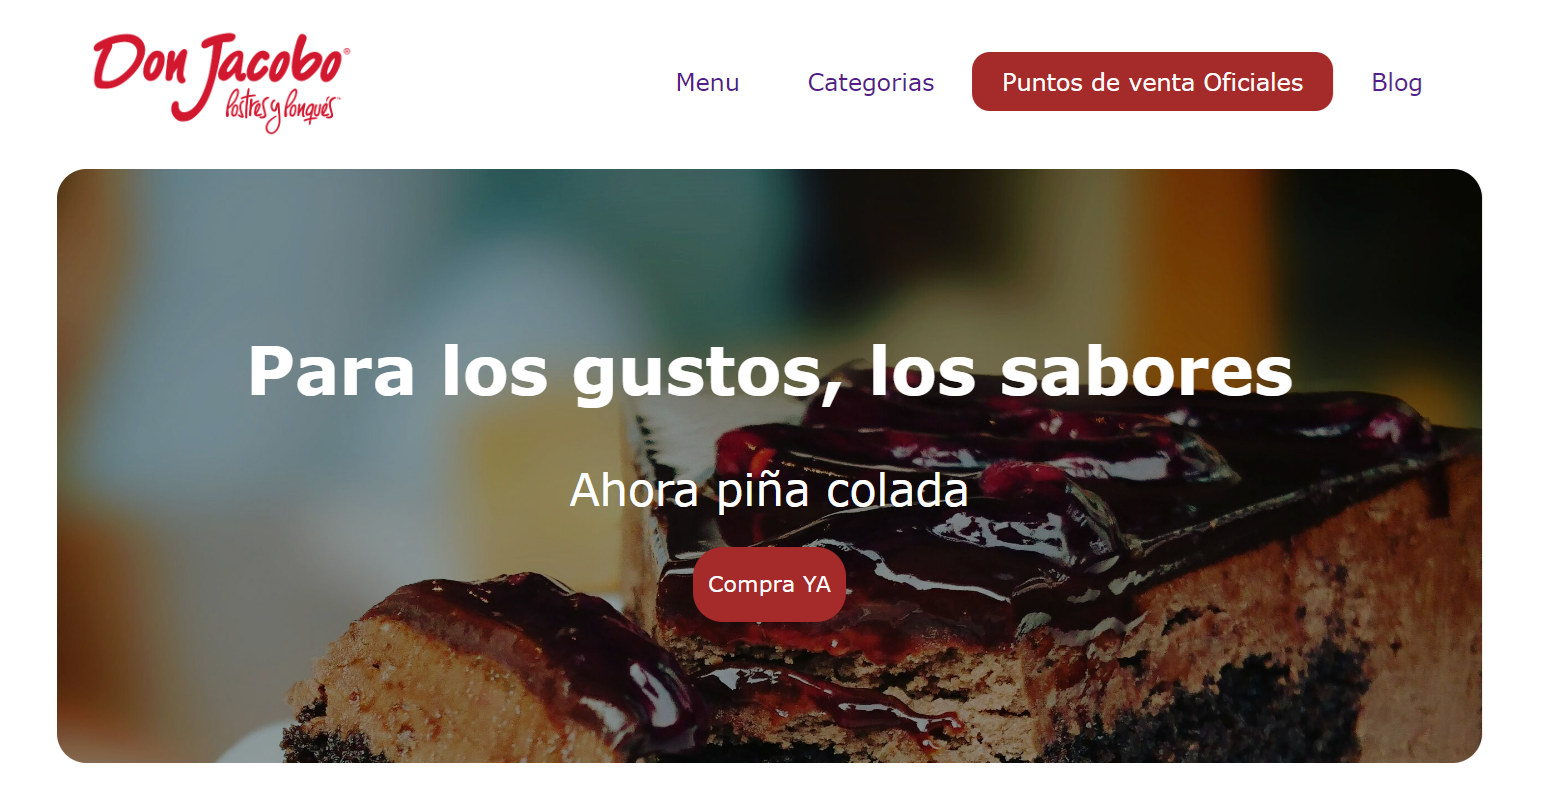 Don Jacobo®
Postres y Ponqués™
Menu
Categorias
Puntos de venta Oficiales
Blog
Para los gustos, los sabores
Ahora piña colada
Compra YA